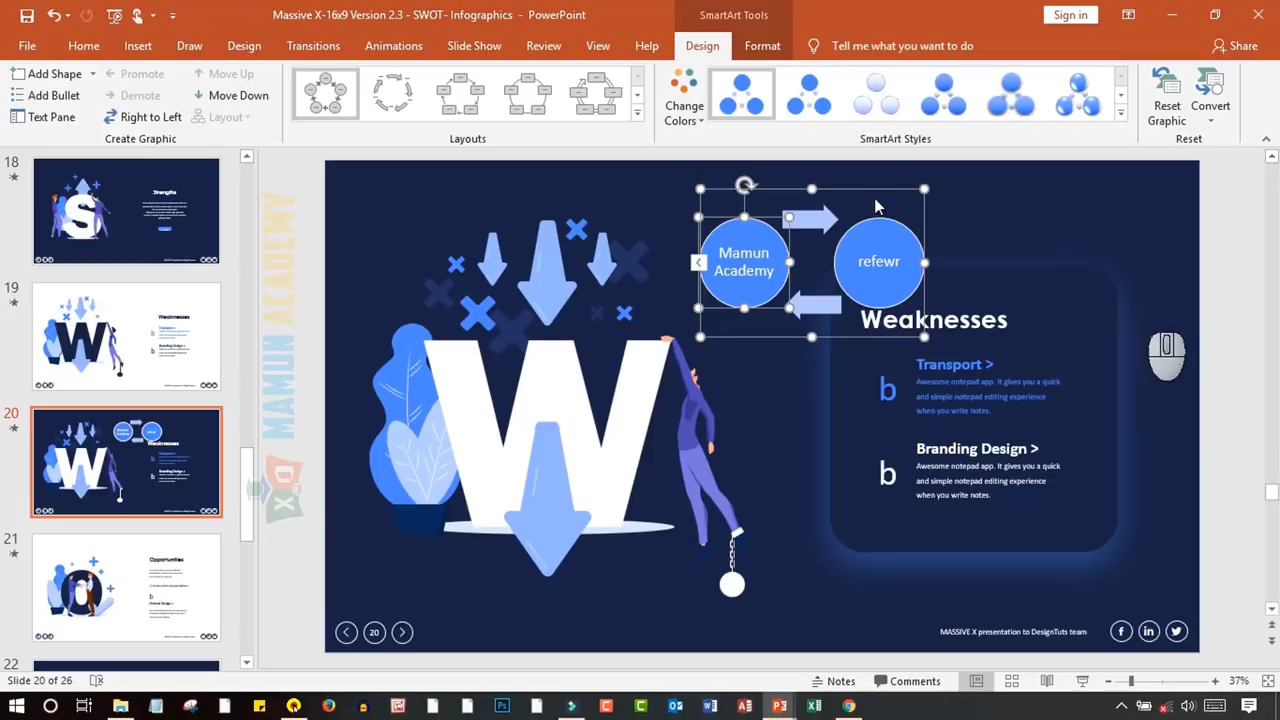 Massive X-16x9 Version 2.3 - SWOT- Infographics - PowerPoint
SmartArt Tools
Sign in
File Home Insert Draw Design Transitions Animations Slide Show Review View Help Design Format Tell me what you want to do Share
Add Shape Promote Move Up
Add Bullet Demote Move Down
Text Pane Right to Left Layout
Create Graphic
Layouts
Change
Colors
SmartArt Styles
Reset
Graphic
Convert
Reset
18
Strengths
19
Weaknesses
20
Weaknesses
21
Opportunities
22
MAMUN ACADEMY
Mamun
Academy
refewr
W
aknesses
Transport >
b
Awesome notepad app. It gives you a quick
and simple notepad editing experience
when you write notes.
Branding Design >
b
Awesome notepad app. It gives you a quick
and simple notepad editing experience
when you write notes.
20
MASSIVE X presentation to DesignTuts team
Slide 20 of 26
Notes
Comments
37%